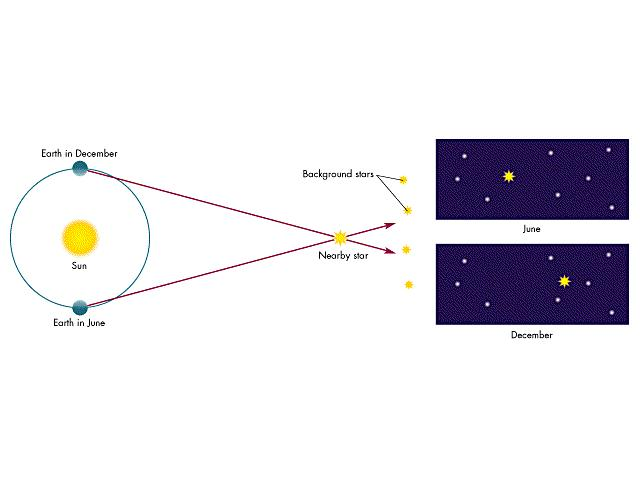 Earth in December
Background stars
Sun
Nearby star
Earth in June
June
December